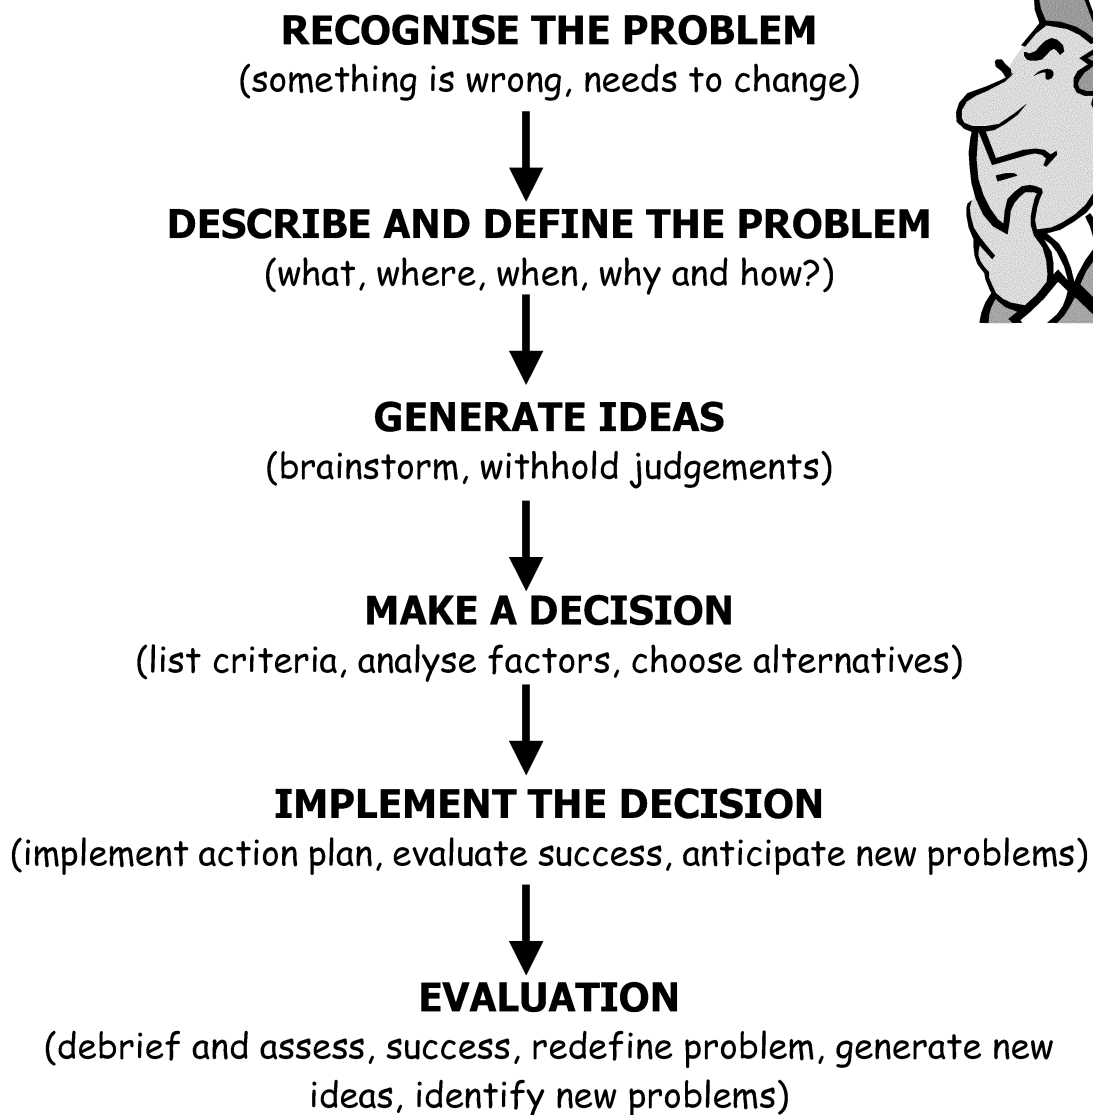 RECOGNISE THE PROBLEM
(something is wrong, needs to change)
DESCRIBE AND DEFINE THE PROBLEM
(what, where, when, why and how?)
GENERATE IDEAS
(brainstorm, withhold judgements)
MAKE A DECISION
(list criteria, analyse factors, choose alternatives)
IMPLEMENT THE DECISION
(implement action plan, evaluate success, anticipate new problems)
EVALUATION
(debrief and assess, success, redefine problem, generate new
ideas, identify new problems)